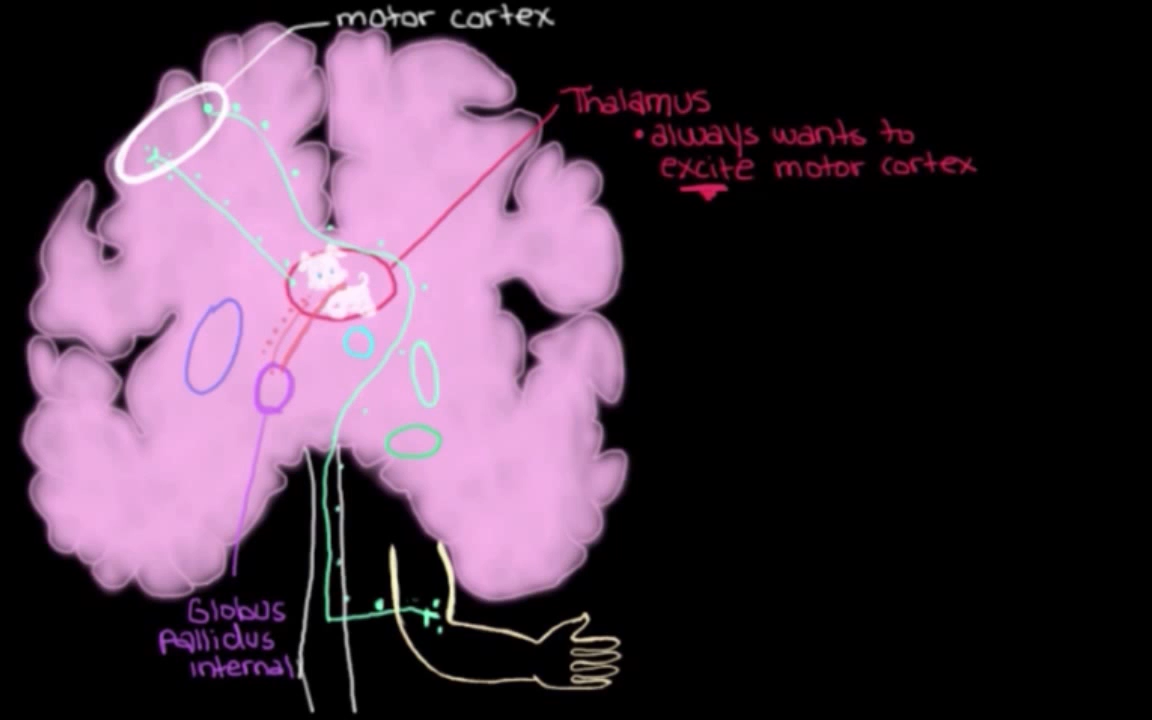 motor cortex
Thalamus
• always wants to
excite motor cortex
Globus
Pallidus
internal